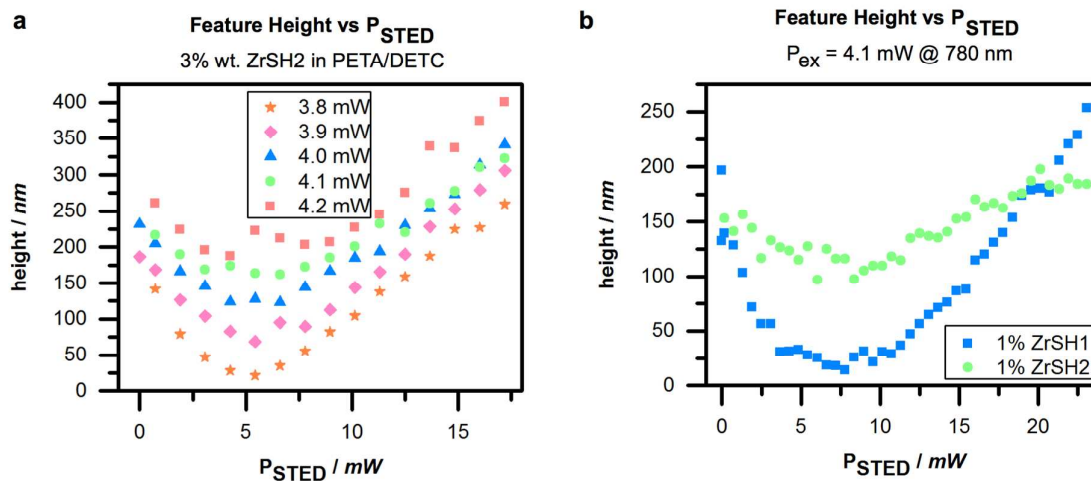 a
Feature Height vs PSTED
3% wt. ZrSH2 in PETA/DETC
400
350
300
250
200
150
100
50
0
height / nm
3.8 mW
3.9 mW
4.0 mW
4.1 mW
4.2 mW
0 5 10 15
PSTED / mW
b
Feature Height vs PSTED
Pex = 4.1 mW @ 780 nm
250
200
150
100
50
0
height / nm
1% ZrSH1
1% ZrSH2
0 5 10 15 20
PSTED / mW